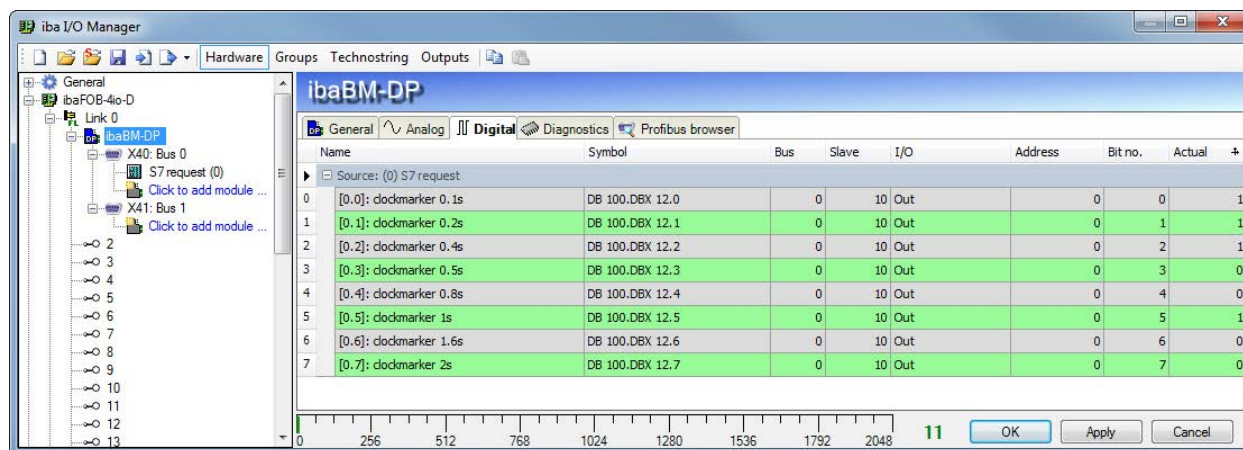 iba I/O Manager
Hardware Groups Technostring Outputs
General
ibaFOB-4io-D
Link 0
ibaBM-DP
X40: Bus 0
S7 request (0)
Click to add module ...
X41: Bus 1
Click to add module ...
2
3
4
5
6
7
8
9
10
11
12
13
ibaBM-DP
General Analog Digital Diagnostics Profibus browser
Name Symbol Bus Slave I/O Address Bit no. Actual
Source: (0) S7 request
0 [0.0]: clockmarker 0.1s DB 100.DBX 12.0 0 10 Out 0 0 1
1 [0.1]: clockmarker 0.2s DB 100.DBX 12.1 0 10 Out 0 1 1
2 [0.2]: clockmarker 0.4s DB 100.DBX 12.2 0 10 Out 0 2 1
3 [0.3]: clockmarker 0.5s DB 100.DBX 12.3 0 10 Out 0 3 0
4 [0.4]: clockmarker 0.8s DB 100.DBX 12.4 0 10 Out 0 4 0
5 [0.5]: clockmarker 1s DB 100.DBX 12.5 0 10 Out 0 5 1
6 [0.6]: clockmarker 1.6s DB 100.DBX 12.6 0 10 Out 0 6 0
7 [0.7]: clockmarker 2s DB 100.DBX 12.7 0 10 Out 0 7 0
0 256 512 768 1024 1280 1536 1792 2048 11 OK Apply Cancel